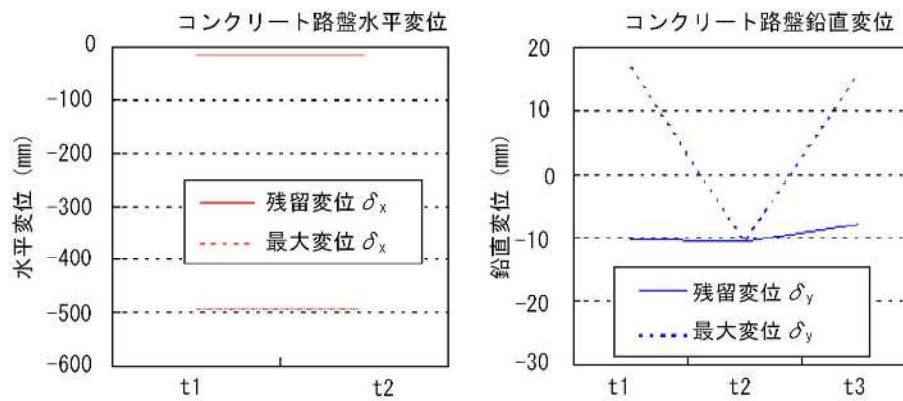 コンクリート路盤水平変位
0
-100
-200
-300
-400
-500
-600
水平変位 (mm)
残留変位 δx
最大変位 δx
t1 t2
コンクリート路盤鉛直変位
20
10
0
-10
-20
-30
鉛直変位 (mm)
残留変位 δy
最大変位 δy
t1 t2 t3